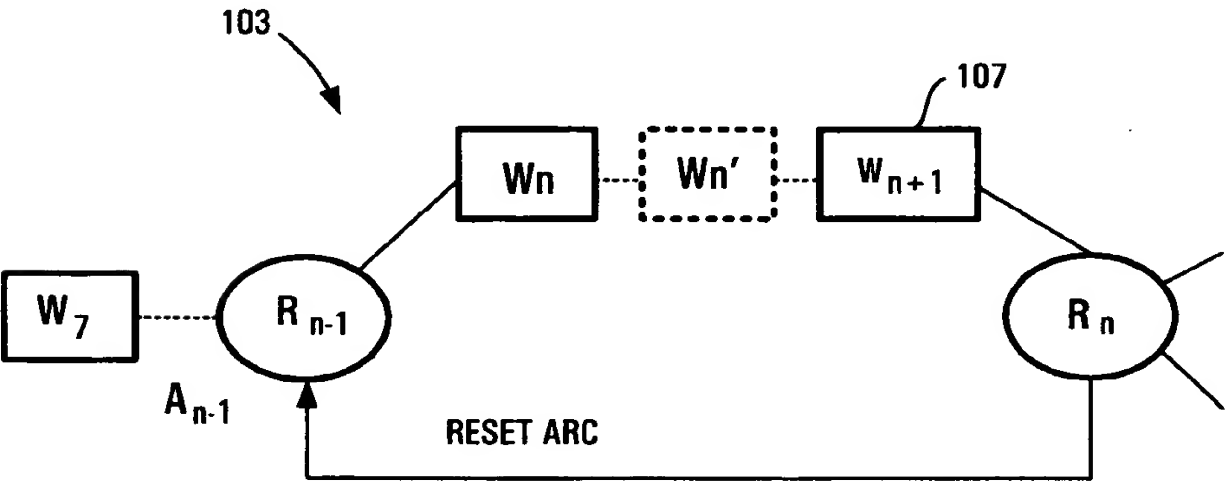 103
107
Wn
Wn′
W n+1
W 7
R n-1
R n
A n-1
RESET ARC